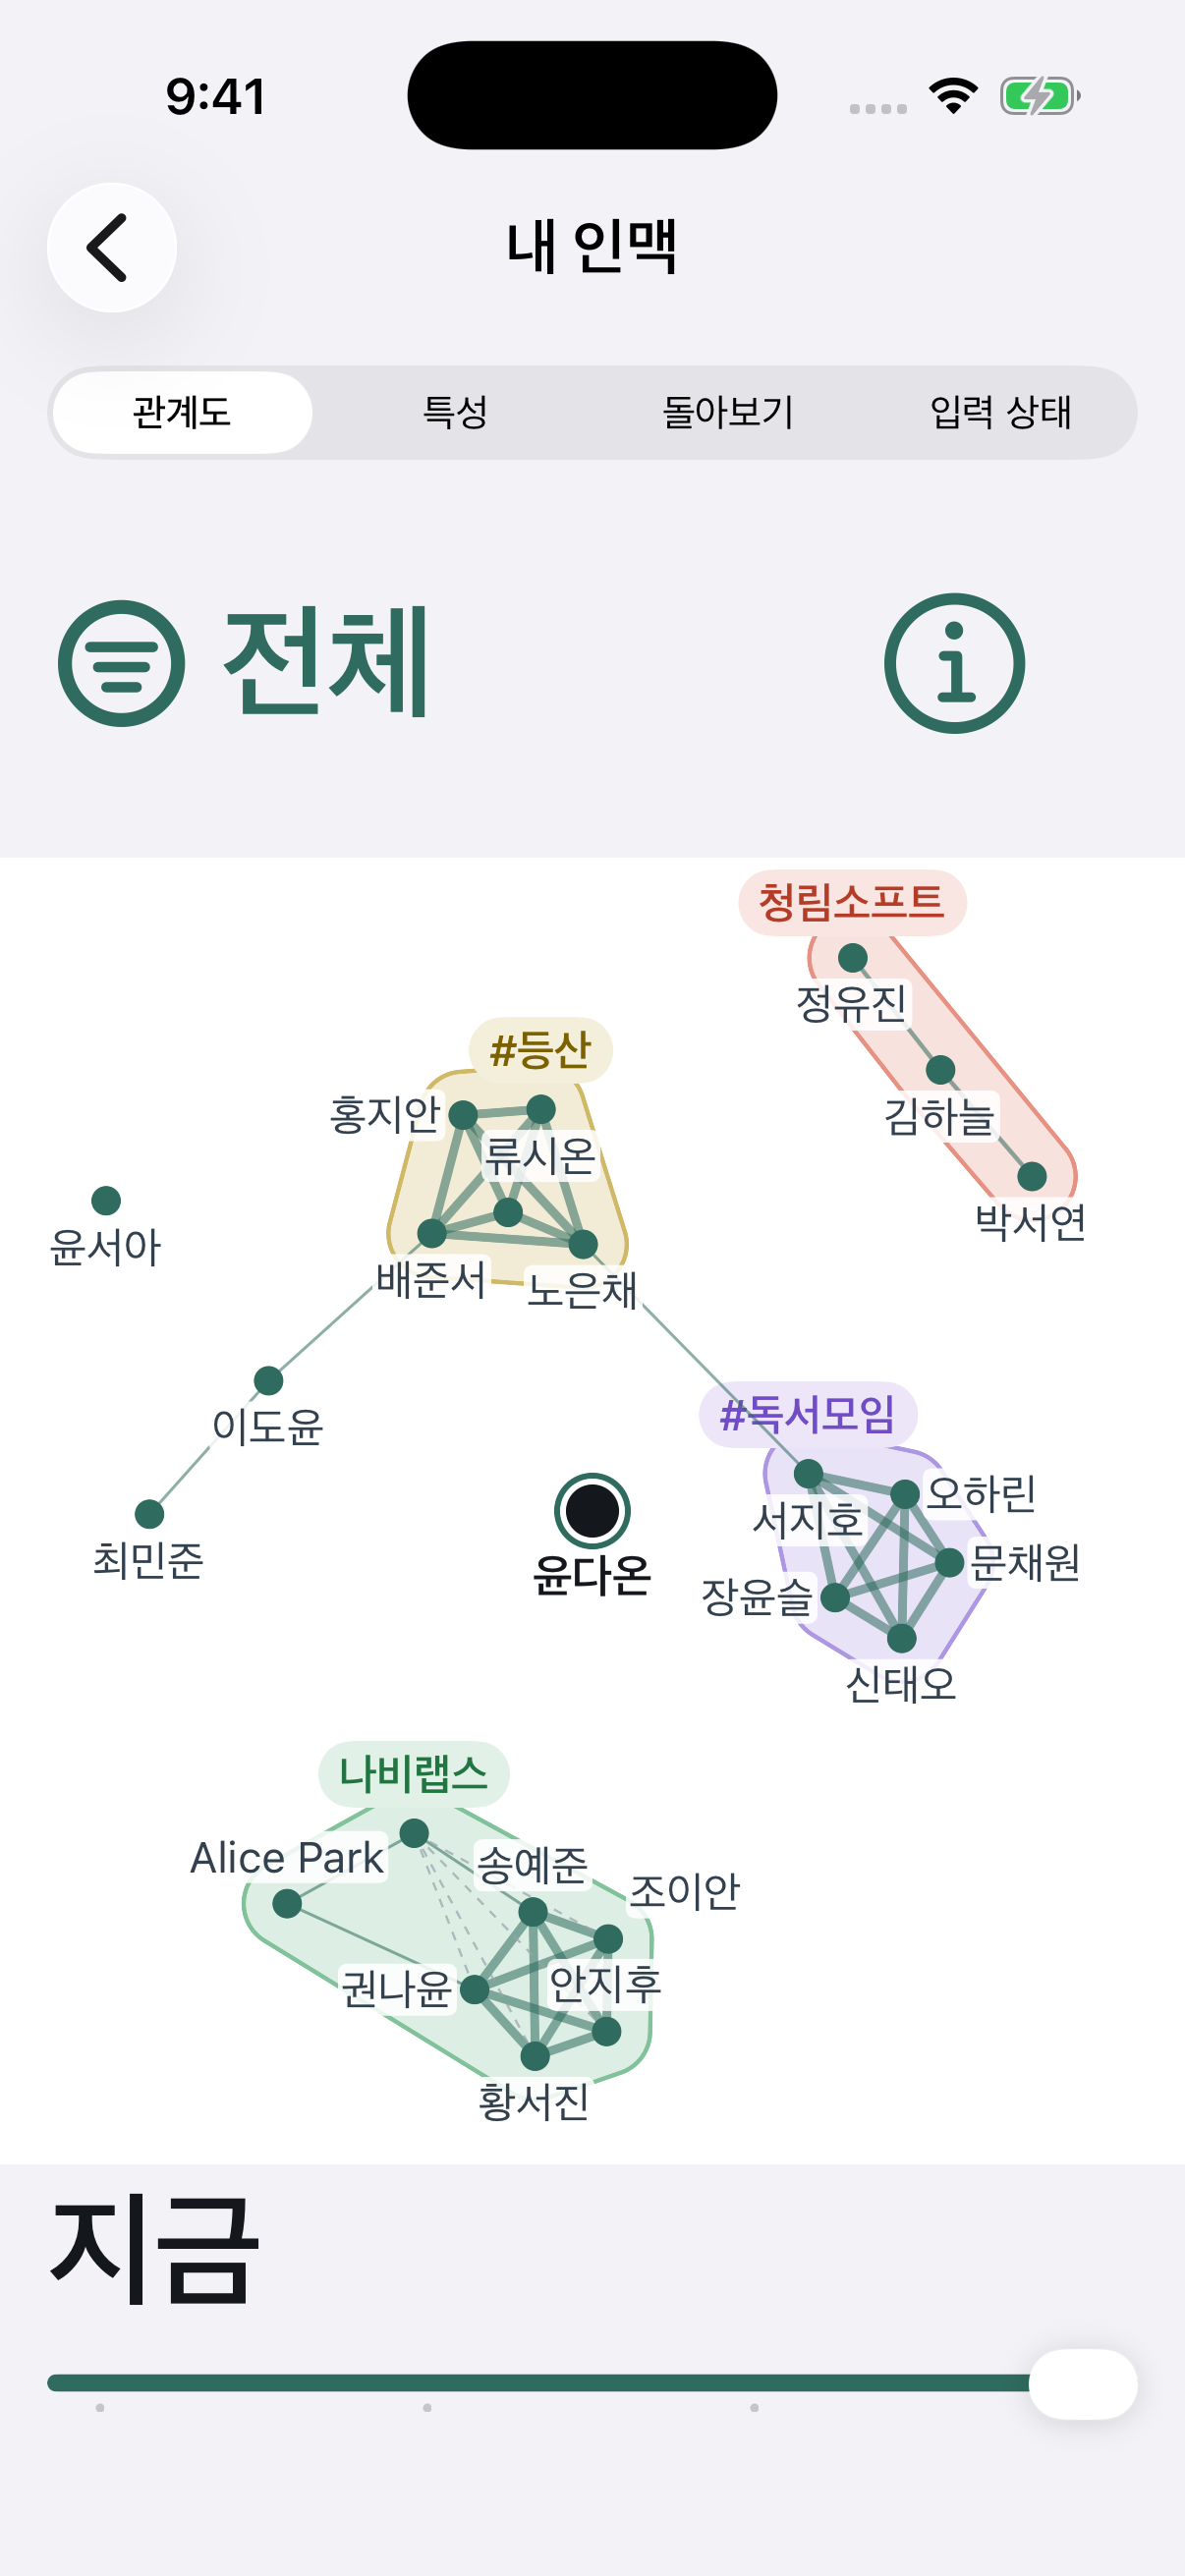 9:41
내 인맥
관계도
특성
돌아보기
입력 상태
전체
청림소프트
정유진
#등산
홍지안
류시온
김하늘
박서연
윤서아
배준서
노은채
이도윤
#독서모임
오하린
서지호
최민준
문채원
윤다온
장윤슬
신태오
나비랩스
Alice Park
송예준
조이안
권나윤
안지후
황서진
지금